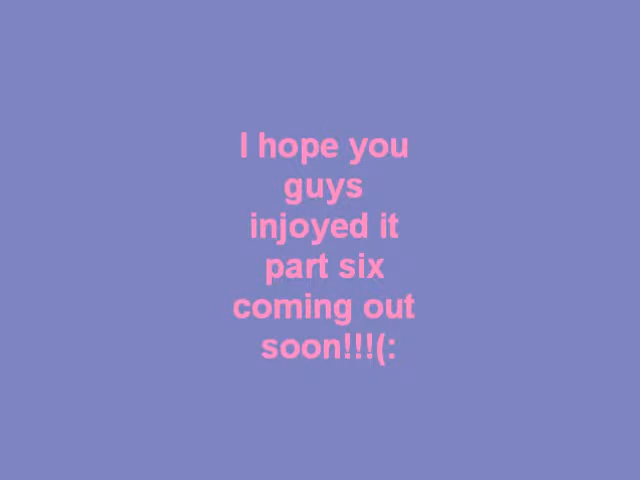 I hope you
guys
injoyed it
part six
coming out
soon!!!(: